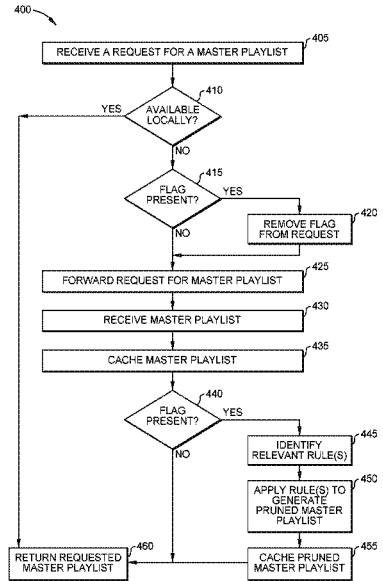 400
RECEIVE A REQUEST FOR A MASTER PLAYLIST
405
AVAILABLE
LOCALLY?
410
YES
NO
FLAG
PRESENT?
415
YES
NO
REMOVE FLAG
FROM REQUEST
420
FORWARD REQUEST FOR MASTER PLAYLIST
425
RECEIVE MASTER PLAYLIST
430
CACHE MASTER PLAYLIST
435
FLAG
PRESENT?
440
YES
NO
IDENTIFY
RELEVANT RULE(S)
445
APPLY RULE(S) TO
GENERATE
PRUNED MASTER
PLAYLIST
450
CACHE PRUNED
MASTER PLAYLIST
455
RETURN REQUESTED
MASTER PLAYLIST
460